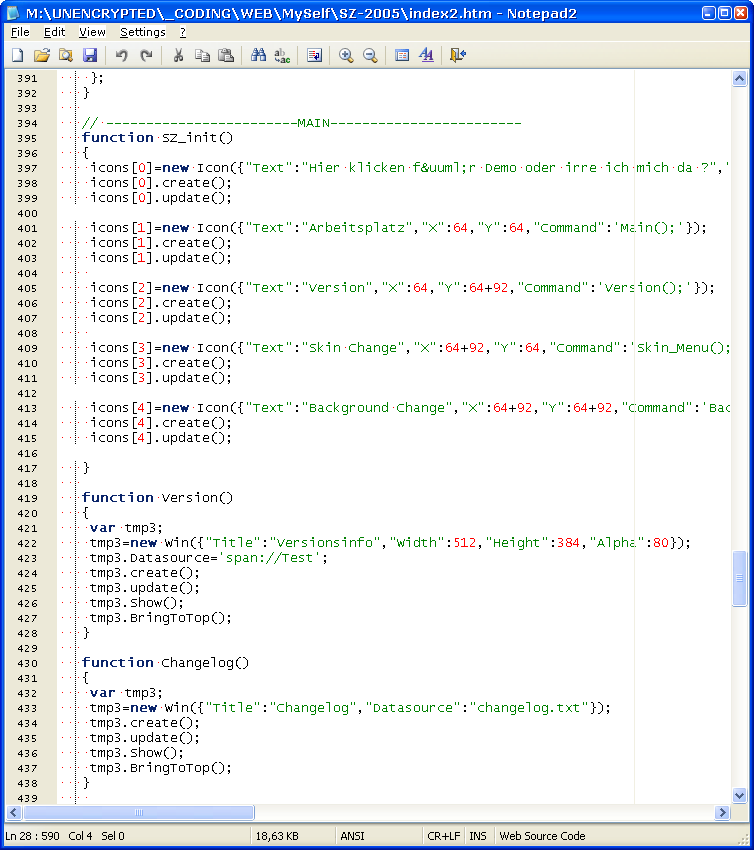 M:\UNENCRYPTED\_CODING\WEB\MySelf\SZ-2005\index2.htm - Notepad2
File Edit View Settings ?
391 };
392 }
393
394 // ------------------------MAIN------------------------
395 function SZ_init()
396 {
397 icons[0]=new Icon({"Text":"Hier klicken f&uuml;r Demo oder irre ich mich da ?",'
398 icons[0].create();
399 icons[0].update();
400
401 icons[1]=new Icon({"Text":"Arbeitsplatz","X":64,"Y":64,"Command":'Main();'});
402 icons[1].create();
403 icons[1].update();
404
405 icons[2]=new Icon({"Text":"Version","X":64,"Y":64+92,"Command":'Version();'});
406 icons[2].create();
407 icons[2].update();
408
409 icons[3]=new Icon({"Text":"Skin Change","X":64+92,"Y":64,"Command":'Skin_Menu();
410 icons[3].create();
411 icons[3].update();
412
413 icons[4]=new Icon({"Text":"Background Change","X":64+92,"Y":64+92,"Command":'Bac
414 icons[4].create();
415 icons[4].update();
416
417 }
418
419 function Version()
420 {
421 var tmp3;
422 tmp3=new Win({"Title":"Versionsinfo","Width":512,"Height":384,"Alpha":80});
423 tmp3.Datasource='span://Test';
424 tmp3.create();
425 tmp3.update();
426 tmp3.Show();
427 tmp3.BringToTop();
428 }
429
430 function Changelog()
431 {
432 var tmp3;
433 tmp3=new Win({"Title":"Changelog","Datasource":"changelog.txt"});
434 tmp3.create();
435 tmp3.update();
436 tmp3.Show();
437 tmp3.BringToTop();
438 }
439
Ln 28 : 590 Col 4 Sel 0 18,63 KB ANSI CR+LF INS Web Source Code